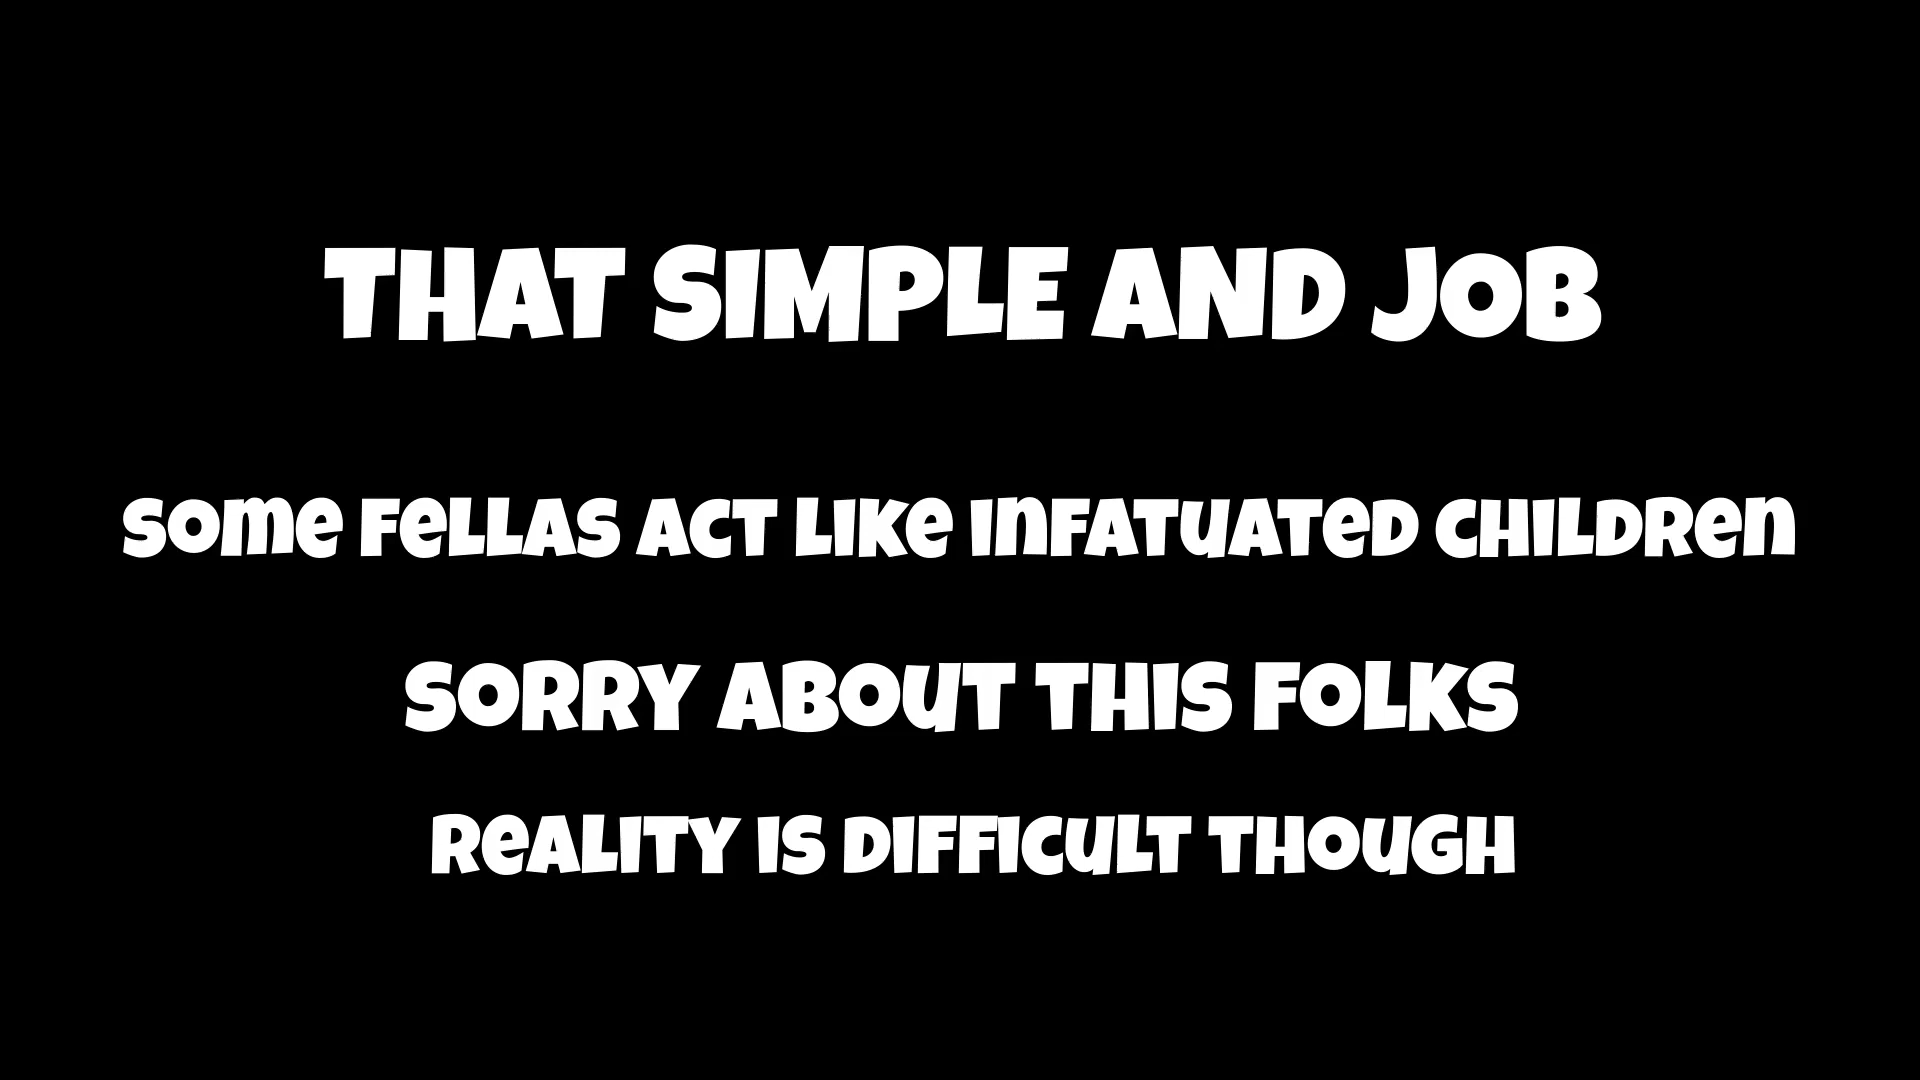 THAT SIMPLE AND JOB
some fellas act like infatuated children
SORRY ABOUT THIS FOLKS
reality is difficult though